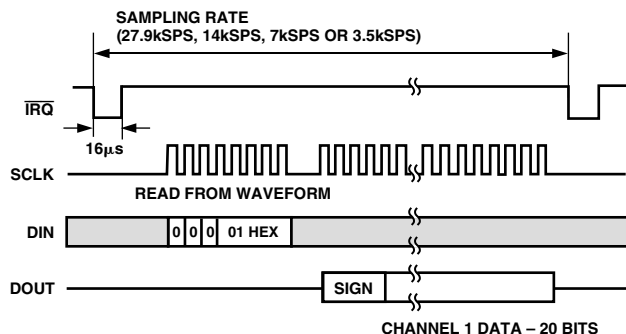 SAMPLING RATE
(27.9kSPS, 14kSPS, 7kSPS OR 3.5kSPS)
IRQ
16µs
SCLK
READ FROM WAVEFORM
DIN
0 0 0 01 HEX
DOUT
SIGN
CHANNEL 1 DATA – 20 BITS